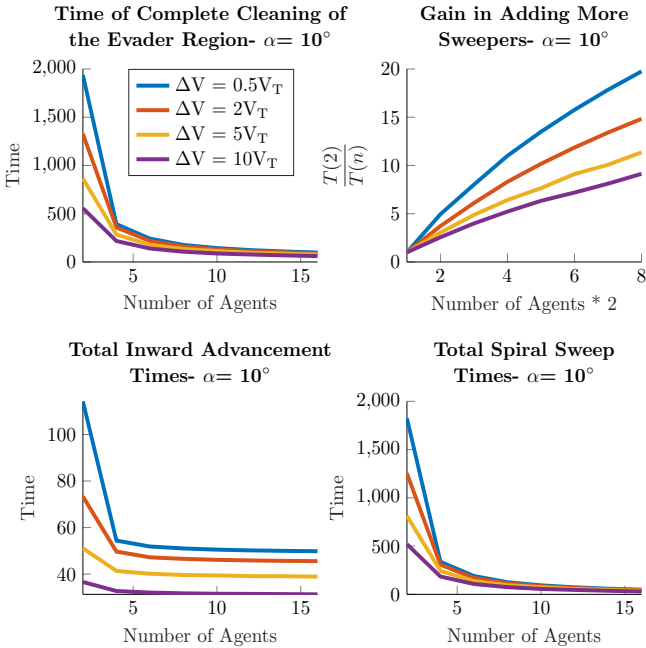 Time of Complete Cleaning of
the Evader Region- α= 10°
2,000
1,500
1,000
500
0
Time
ΔV = 0.5V_T
ΔV = 2V_T
ΔV = 5V_T
ΔV = 10V_T
5
10
15
Number of Agents
Gain in Adding More
Sweepers- α= 10°
20
15
10
5
0
T(2)
T(n)
2
4
6
8
Number of Agents * 2
Total Inward Advancement
Times- α= 10°
100
80
60
40
Time
5
10
15
Number of Agents
Total Spiral Sweep
Times- α= 10°
2,000
1,500
1,000
500
0
Time
5
10
15
Number of Agents